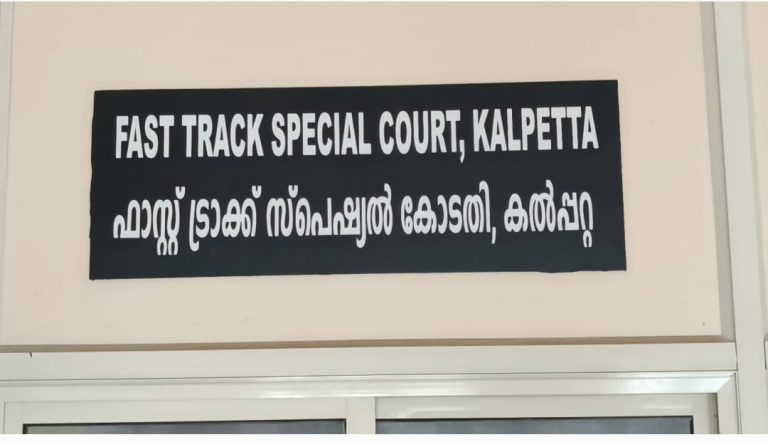 FAST TRACK SPECIAL COURT, KALPETTA
ഫാസ്റ്റ് ട്രാക്ക് സ്പെഷ്യൽ കോടതി, കൽപ്പറ്റ